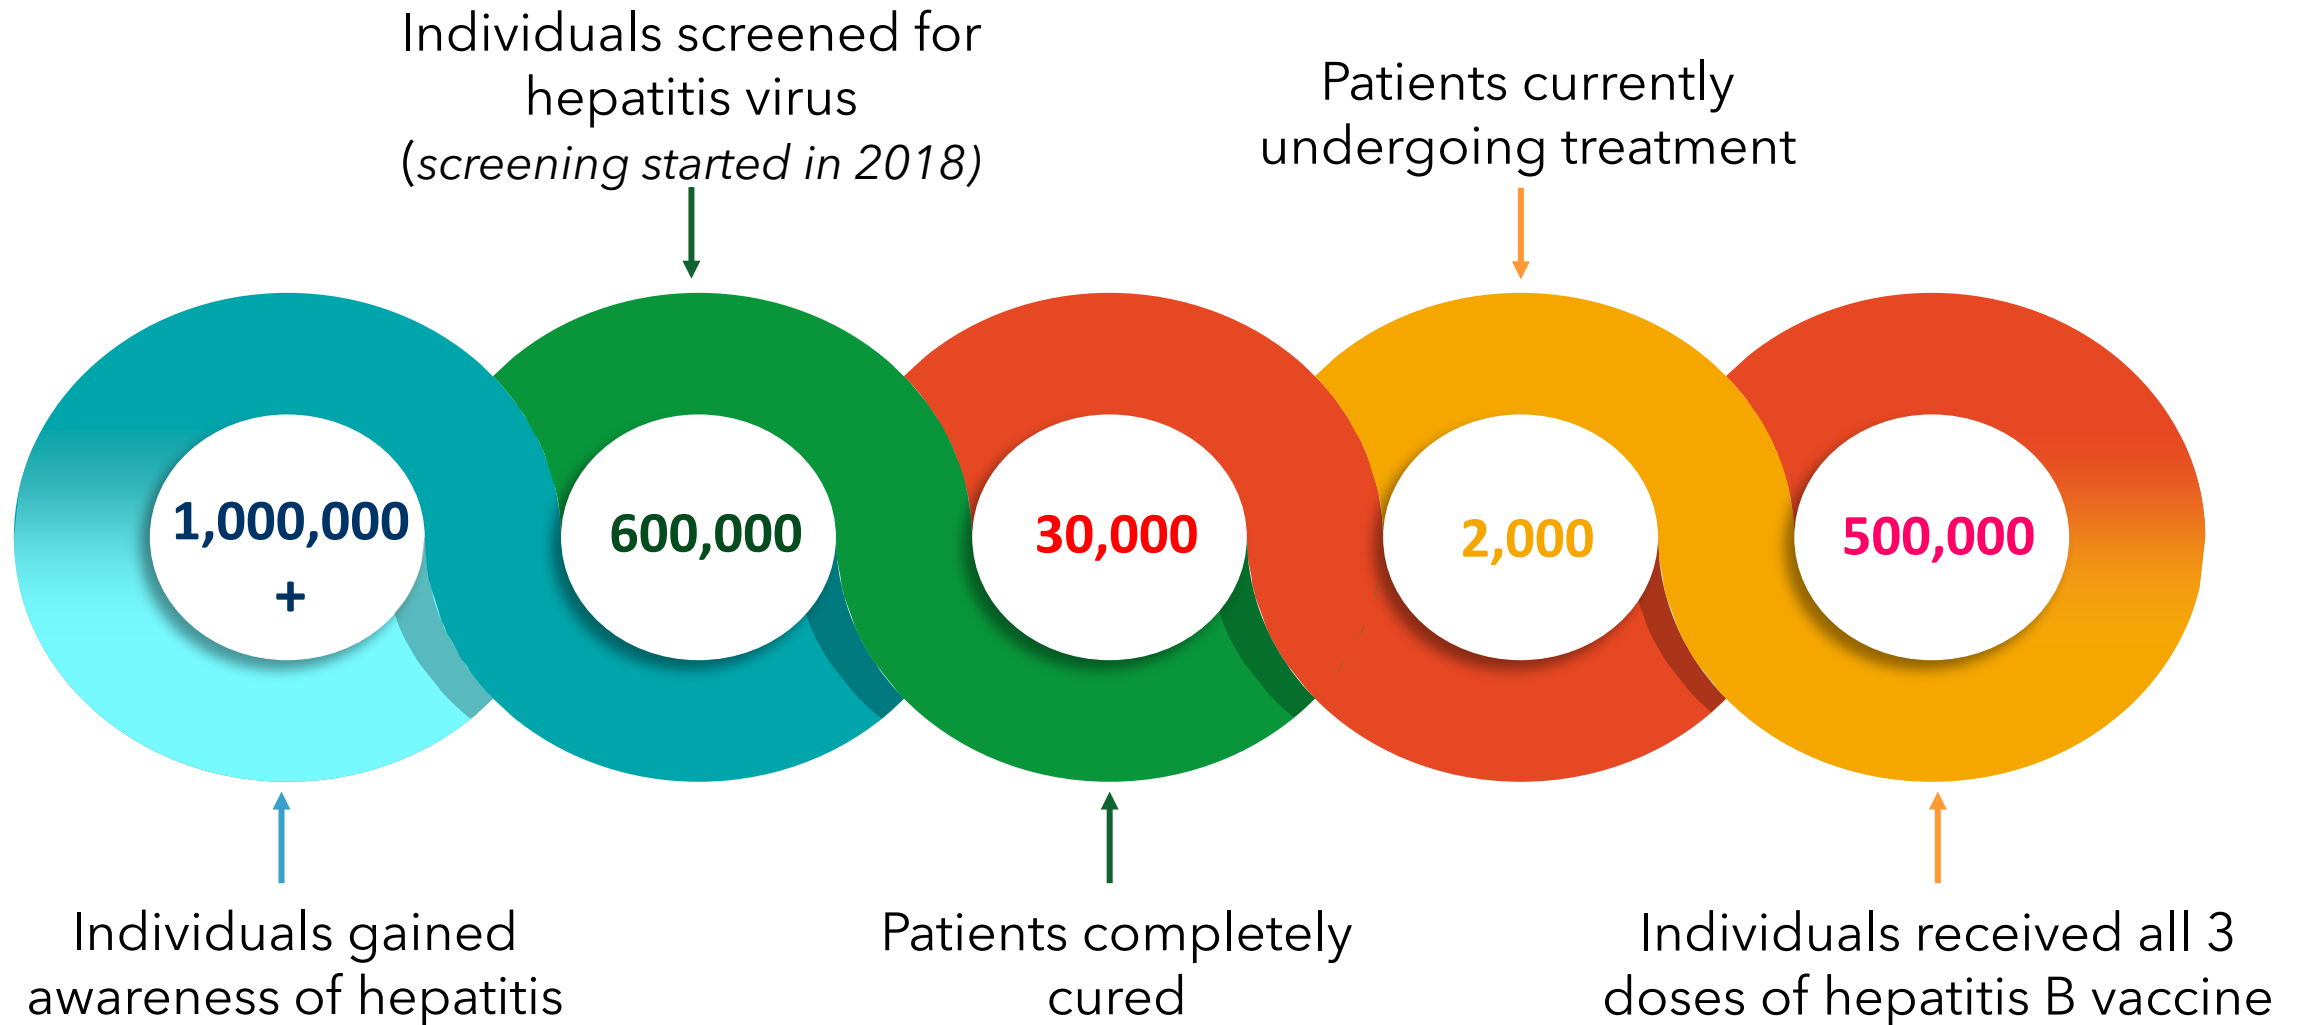 Individuals screened for
hepatitis virus
(screening started in 2018)
Patients currently
undergoing treatment
1,000,000
+
600,000
30,000
2,000
500,000
Individuals gained
awareness of hepatitis
Patients completely
cured
Individuals received all 3
doses of hepatitis B vaccine